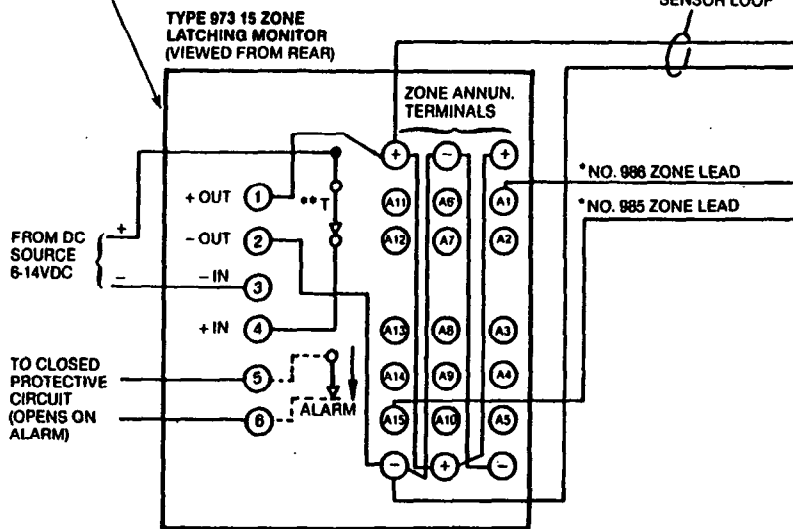 SENSOR LOOP
TYPE 973 15 ZONE
LATCHING MONITOR
(VIEWED FROM REAR)
ZONE ANNUN.
TERMINALS
+ - +
*NO. 986 ZONE LEAD
+ OUT 1 **T A11 A6 A1
*NO. 985 ZONE LEAD
- OUT 2 A12 A7 A2
FROM DC
SOURCE
6-14VDC
+
-
- IN 3
+ IN 4 A13 A8 A3
TO CLOSED
PROTECTIVE
CIRCUIT
(OPENS ON
ALARM)
5 A14 A9 A4
6 ALARM A15 A10 A5
- + -